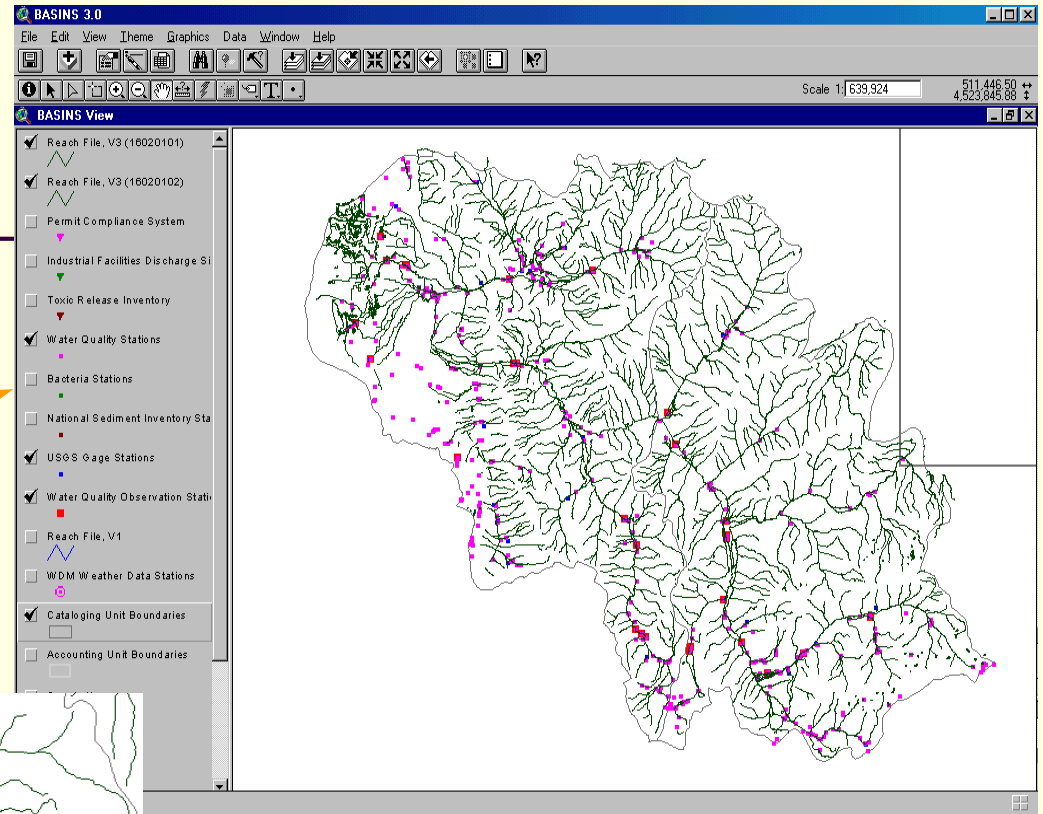 BASINS 3.0
File Edit View Theme Graphics Data Window Help
Scale 1: 639,924
511,446.50
4,523,845.88
BASINS View
Reach File, V3 (16020101)
Reach File, V3 (16020102)
Permit Compliance System
Industrial Facilities Discharge Si
Toxic Release Inventory
Water Quality Stations
Bacteria Stations
National Sediment Inventory Sta
USGS Gage Stations
Water Quality Observation Stati
Reach File, V1
WDM Weather Data Stations
Cataloging Unit Boundaries
Accounting Unit Boundaries